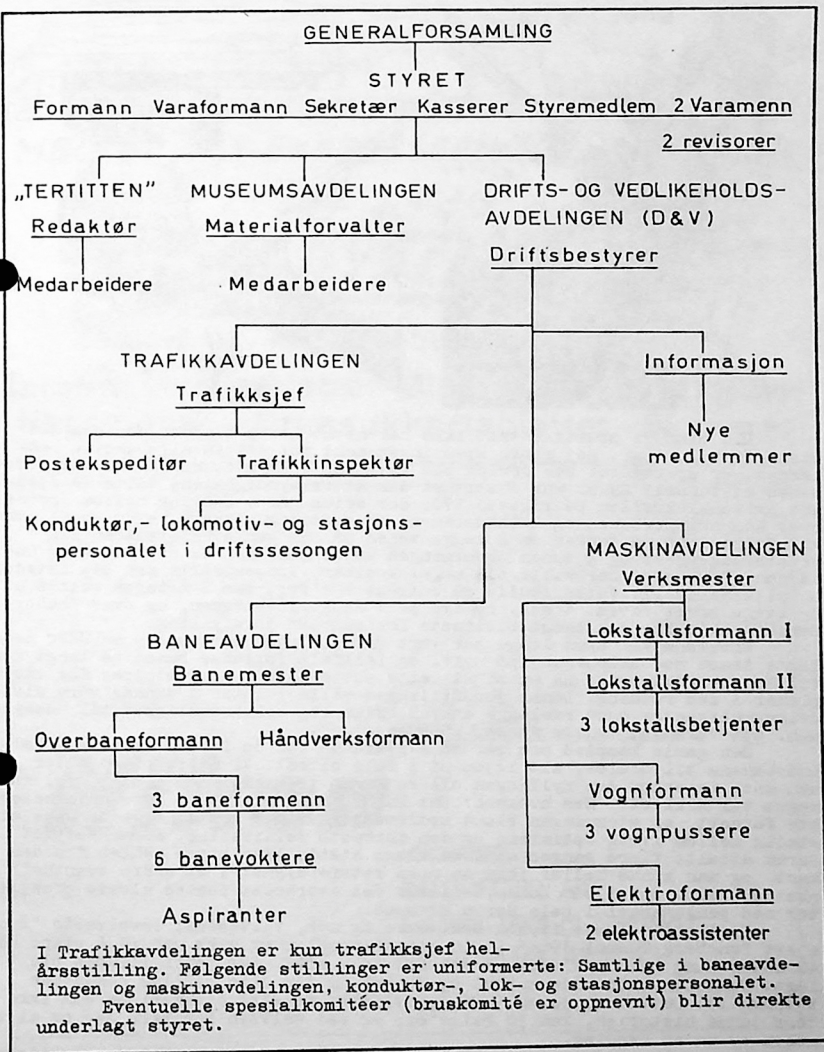 GENERALFORSAMLING
STYRET
Formann Varaformann Sekretær Kasserer Styremedlem 2 Varamenn
2 revisorer
„TERTITTEN”
Redaktør
Medarbeidere
MUSEUMSAVDELINGEN
Materialforvalter
Medarbeidere
DRIFTS- OG VEDLIKEHOLDS-
AVDELINGEN (D&V)
Driftsbestyrer
TRAFIKKAVDELINGEN
Trafikksjef
Postekspeditør
Trafikkinspektør
Konduktør,- lokomotiv- og stasjons-
personalet i driftssesongen
Informasjon
Nye
medlemmer
BANEAVDELINGEN
Banemester
Overbaneformann
Håndverksformann
3 baneformenn
6 banevoktere
Aspiranter
MASKINAVDELINGEN
Verksmester
Lokstallsformann I
Lokstallsformann II
3 lokstallsbetjenter
Vognformann
3 vognpussere
Elektroformann
2 elektroassistenter
I Trafikkavdelingen er kun trafikksjef hel-
årsstilling. Følgende stillinger er uniformerte: Samtlige i baneavde-
lingen og maskinavdelingen, konduktør-, lok- og stasjonspersonalet.
Eventuelle spesialkomitéer (bruskomité er oppnevnt) blir direkte
underlagt styret.